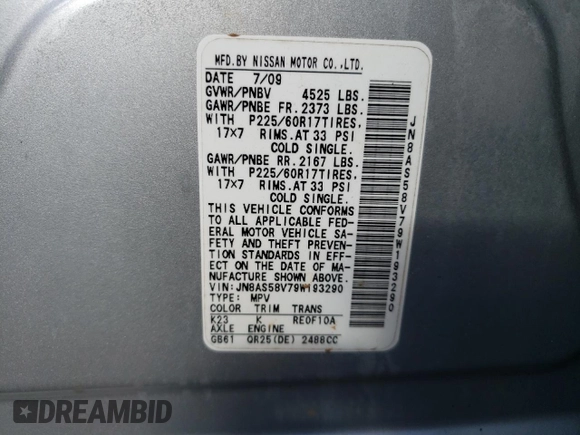 MFD.BY NISSAN MOTOR CO.,LTD.
DATE 7/09
GVWR/PNBV 4525 LBS.
GAWR/PNBE FR. 2373 LBS.
WITH P225/60R17TIRES,
17x7 RIMS.AT 33 PSI
COLD SINGLE.
GAWR/PNBE RR. 2167 LBS.
WITH P225/60R17TIRES,
17x7 RIMS.AT 33 PSI
COLD SINGLE.
THIS VEHICLE CONFORMS
TO ALL APPLICABLE FED-
ERAL MOTOR VEHICLE SA-
FETY AND THEFT PREVEN-
TION STANDARDS IN EFF-
ECT ON THE DATE OF MA-
NUFACTURE SHOWN ABOVE.
VIN:JN8AS58V79W193290
TYPE: MPV
COLOR TRIM TRANS
K23 K RE0F10A
AXLE ENGINE
GB61 QR25(DE) 2488CC
JN8AS58V79W193290
DREAMBID